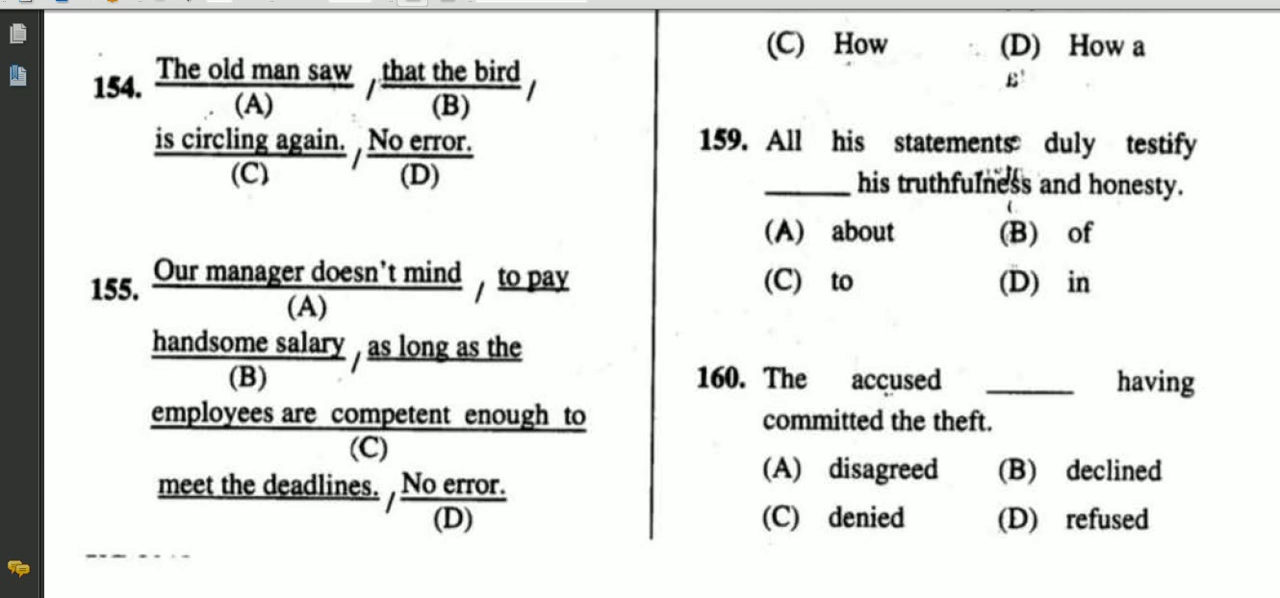 154. The old man saw / that the bird /
(A) (B)
is circling again. / No error.
(C) (D)
155. Our manager doesn't mind / to pay
(A)
handsome salary / as long as the
(B)
employees are competent enough to
(C)
meet the deadlines. / No error.
(D)
(C) How (D) How a
159. All his statements duly testify
______ his truthfulness and honesty.
(A) about (B) of
(C) to (D) in
160. The accused ______ having
committed the theft.
(A) disagreed (B) declined
(C) denied (D) refused